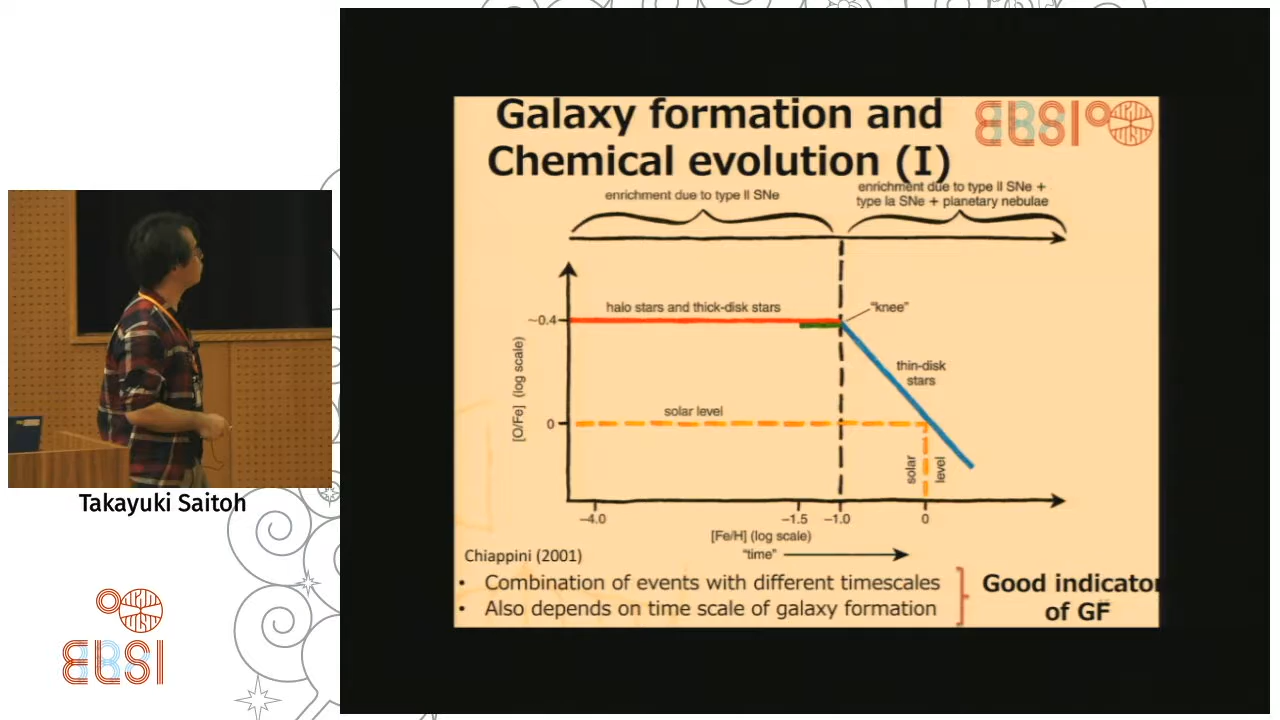 Galaxy formation and
Chemical evolution (I)
ELSI
enrichment due to type II SNe
enrichment due to type II SNe +
type Ia SNe + planetary nebulae
halo stars and thick-disk stars
"knee"
~0.4
thin-disk
stars
[O/Fe] (log scale)
solar level
0
solar
level
−4.0
−1.5
−1.0
0
[Fe/H] (log scale)
"time"
Chiappini (2001)
• Combination of events with different timescales
• Also depends on time scale of galaxy formation
Good indicator
of GF
Takayuki Saitoh
ELSI